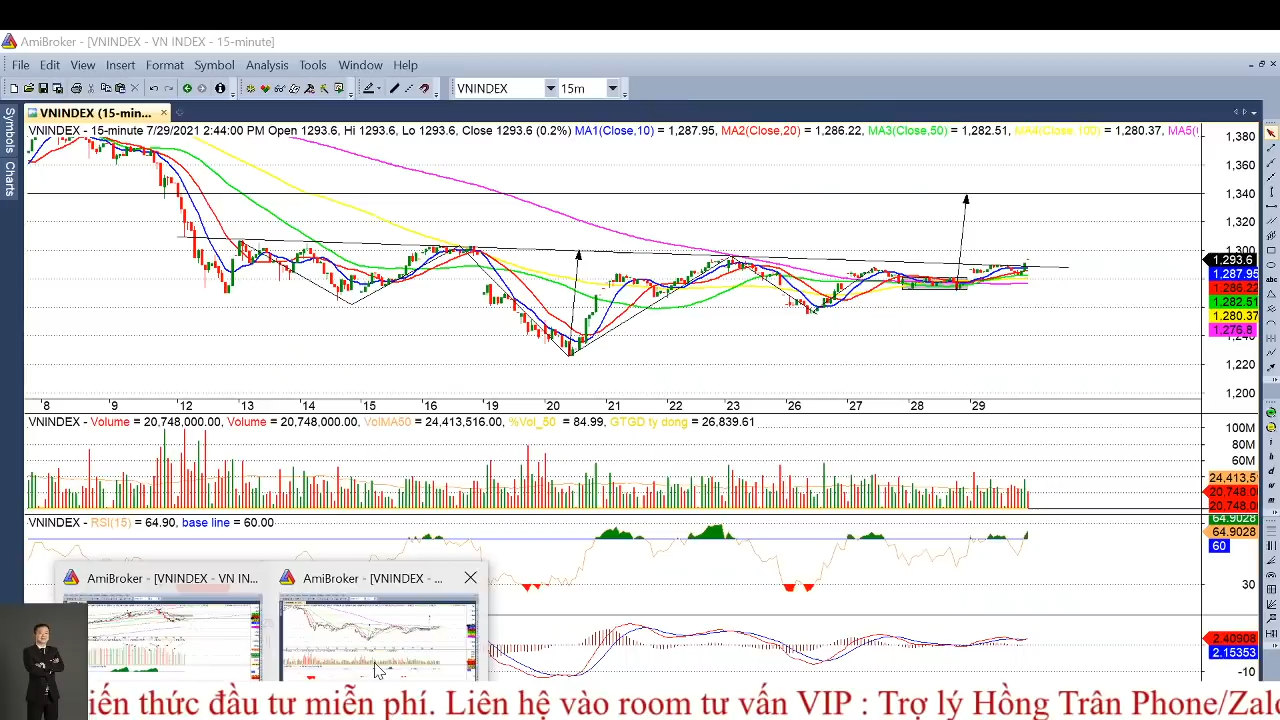 AmiBroker - [VNINDEX - VN INDEX - 15-minute]
File Edit View Insert Format Symbol Analysis Tools Window Help
VNINDEX 15m
VNINDEX (15-min...
Symbols
Charts
VNINDEX - 15-minute 7/29/2021 2:44:00 PM Open 1293.6, Hi 1293.6, Lo 1293.6, Close 1293.6 (0.2%) MA1(Close,10) = 1,287.95, MA2(Close,20) = 1,286.22, MA3(Close,50) = 1,282.51, MA4(Close,100) = 1,280.37, MA5(
1,380
1,360
1,340
1,320
1,300
1,293.6
1,287.95
1,286.22
1,282.51
1,280.37
1,276.8
1,240
1,220
1,200
8 9 12 13 14 15 16 19 20 21 22 23 26 27 28 29
VNINDEX - Volume = 20,748,000.00, Volume = 20,748,000.00, VolMA50 = 24,413,516.00, %Vol_50 = 84.99, GTGD ty dong = 26,839.61
100M
80M
60M
24,413,5
20,748,0
20,748,0
VNINDEX - RSI(15) = 64.90, base line = 60.00
64.9028
64.9028
60
30
AmiBroker - [VNINDEX - VN IN...
AmiBroker - [VNINDEX - ...
2.40908
2.15353
-10
iến thức đầu tư miễn phí. Liên hệ vào room tư vấn VIP : Trợ lý Hồng Trân Phone/Zalo